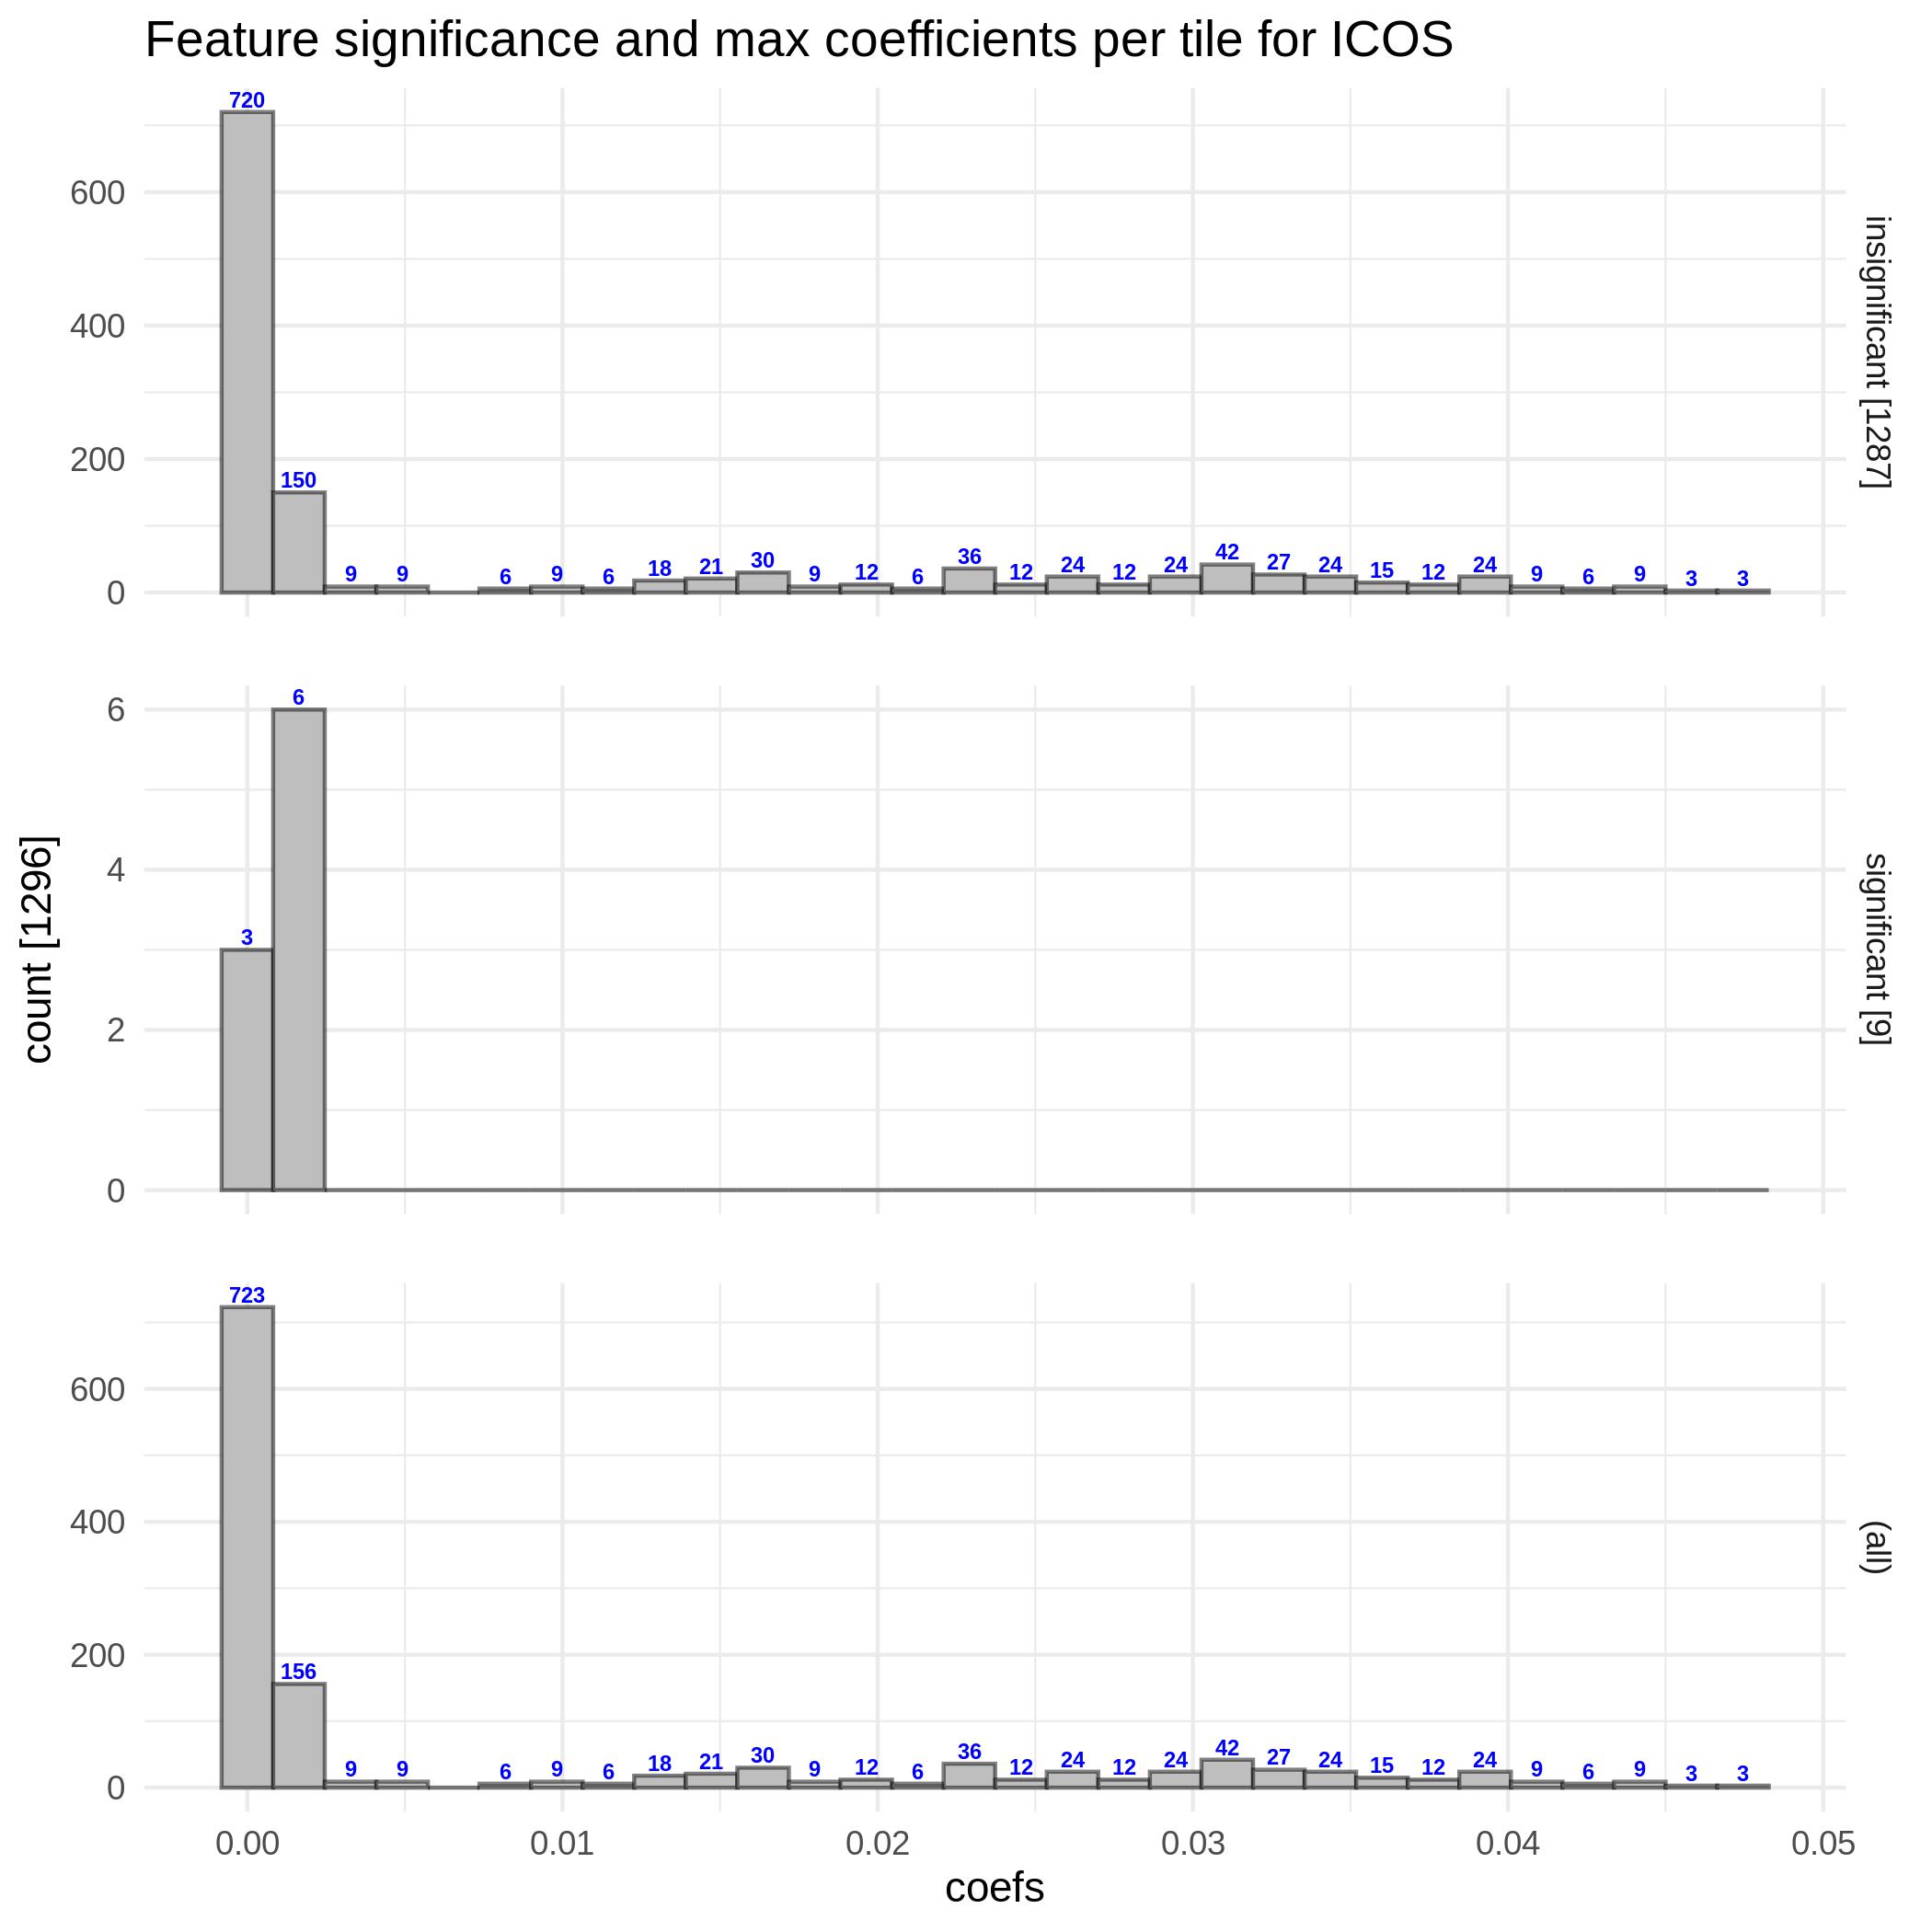 Feature significance and max coefficients per tile for ICOS
720
600
400
200
0
150
9 9 6 9 6 18 21 30 9 12 6 36 12 24 12 24 42 27 24 15 12 24 9 6 9 3 3
insignificant [1287]
count [1296]
6
4
2
0
3
6
significant [9]
723
600
400
200
0
156
9 9 6 9 6 18 21 30 9 12 6 36 12 24 12 24 42 27 24 15 12 24 9 6 9 3 3
(all)
0.00 0.01 0.02 0.03 0.04 0.05
coefs